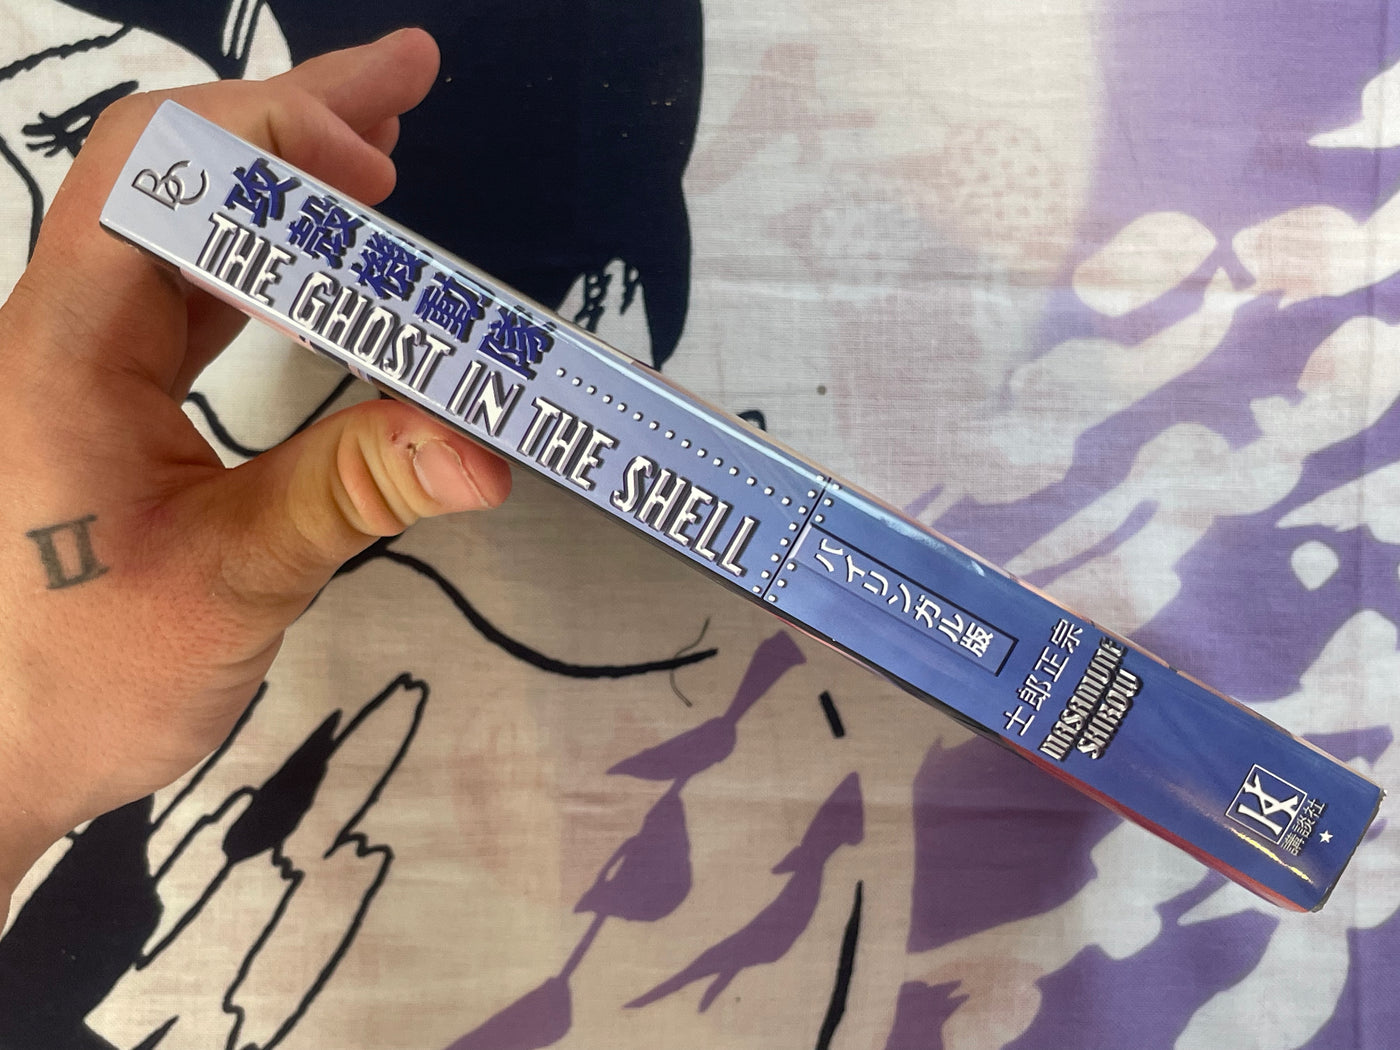 BC
攻殻機動隊
THE GHOST IN THE SHELL
バイリンガル版
士郎正宗
MASAMUNE
SHIROW
講談社
II